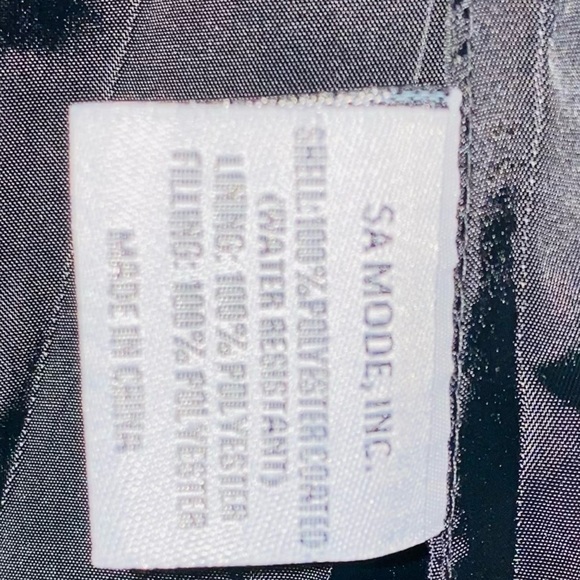 SA MODE, INC.
SHELL: 100% POLYESTER COATED
(WATER RESISTANT)
LINING: 100% POLYESTER
FILLING: 100% POLYESTER
MADE IN CHINA